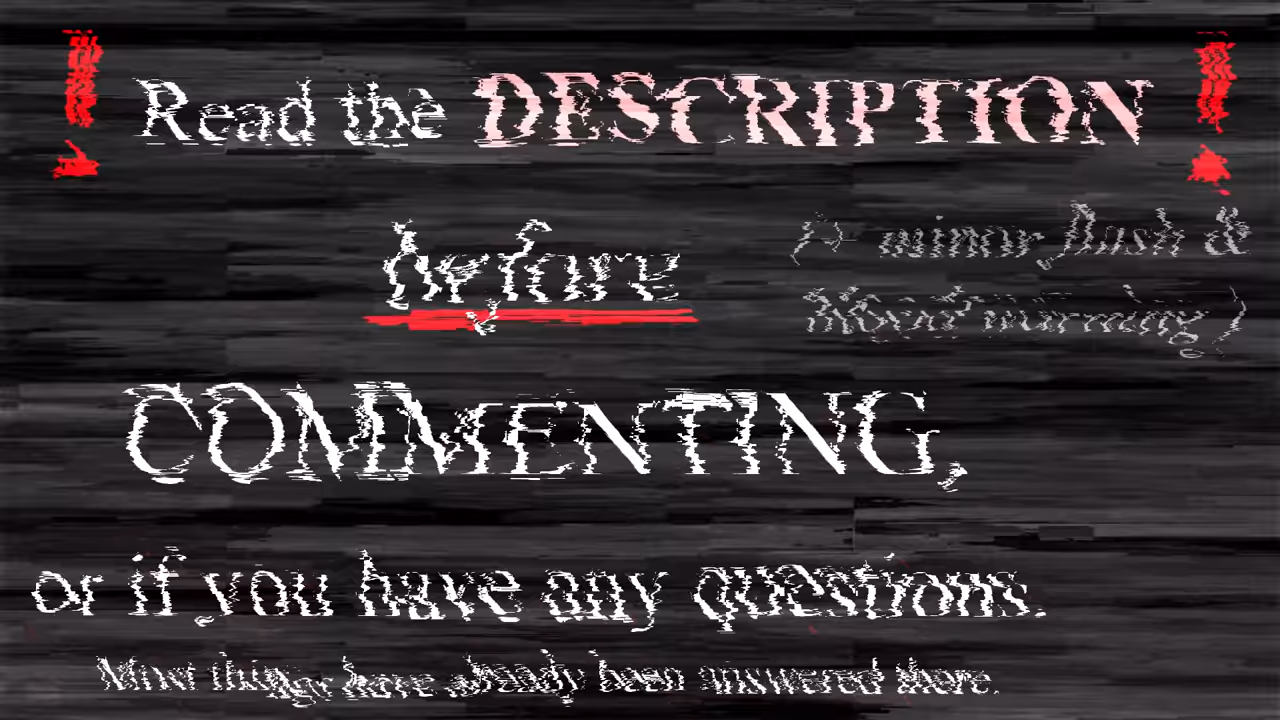 ! Read the DESCRIPTION !
before
(+ minor flash &
Gore warning)
COMMENTING,
or if you have any questions.
Most things have already been answered there.